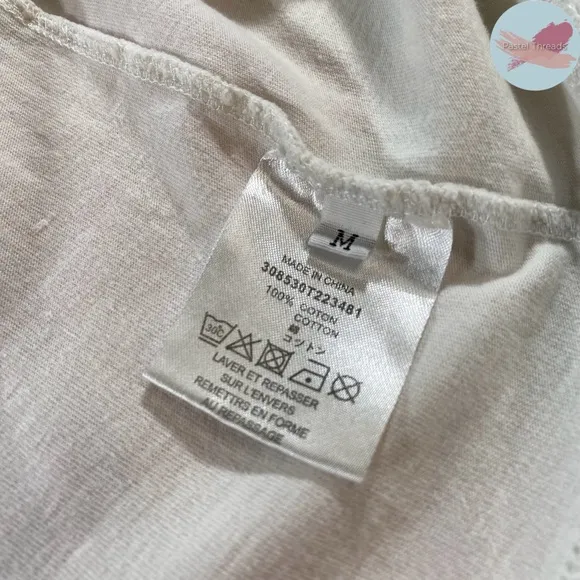 Pastel Threads
M
MADE IN CHINA
308530T223481
100% COTON
COTTON
綿
コットン
30°C
LAVER ET REPASSER
SUR L'ENVERS
REMETTRS EN FORME
AU REPASSAGE